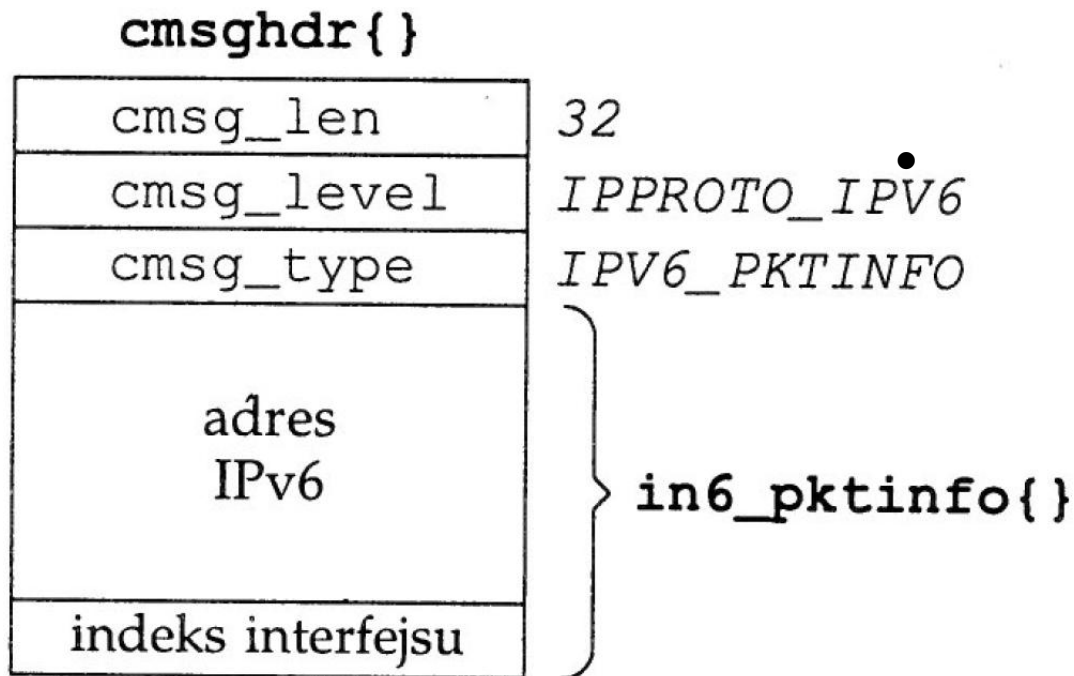 cmsghdr{}
cmsg_len 32
cmsg_level IPPROTO_IPV6
cmsg_type IPV6_PKTINFO
adres
IPv6
in6_pktinfo{}
indeks interfejsu